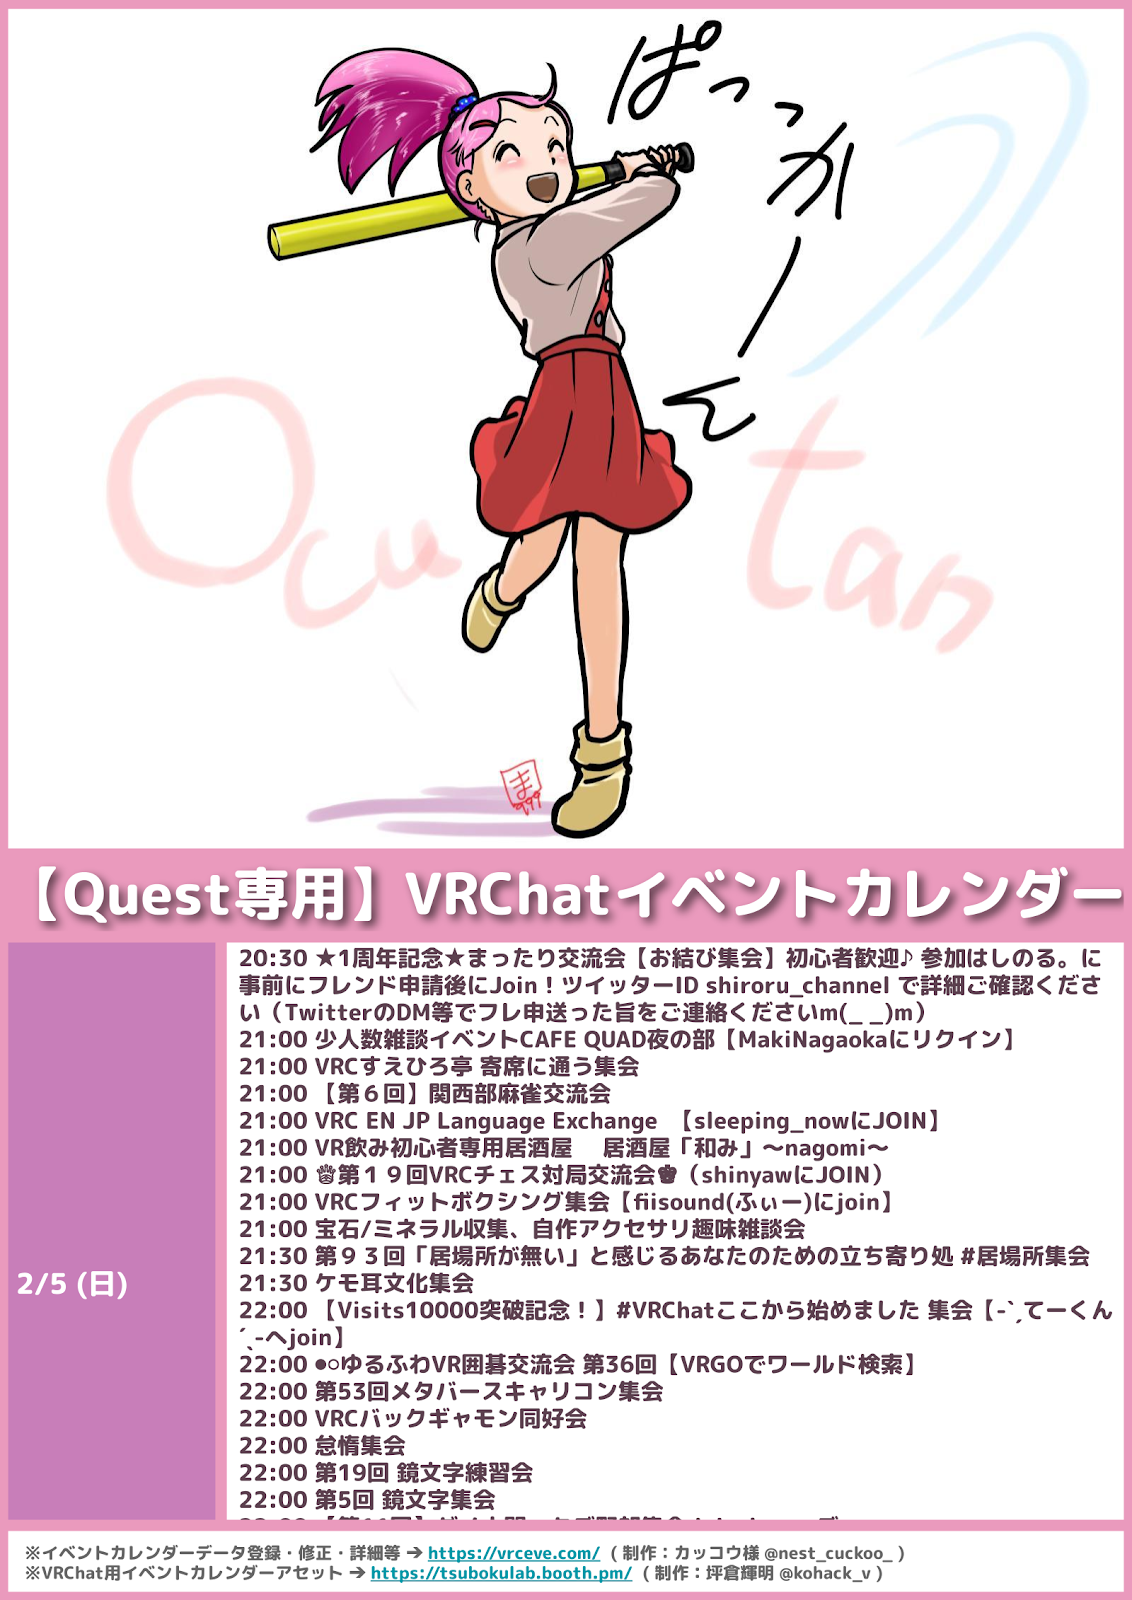 ぱっっかーん
Ocu tan
ま
999
【Quest専用】VRChatイベントカレンダー
2/5 (日)
20:30 ★1周年記念★まったり交流会【お結び集会】初心者歓迎♪ 参加はしのる。に
事前にフレンド申請後にJoin！ツイッターID shiroru_channel で詳細ご確認くださ
い（TwitterのDM等でフレ申送った旨をご連絡くださいm(_ _)m）
21:00 少人数雑談イベントCAFE QUAD夜の部【MakiNagaokaにリクイン】
21:00 VRCすえひろ亭 寄席に通う集会
21:00 【第６回】関西部麻雀交流会
21:00 VRC EN JP Language Exchange 【sleeping_nowにJOIN】
21:00 VR飲み初心者専用居酒屋　居酒屋「和み」～nagomi～
21:00 ♔第１９回VRCチェス対局交流会♚（shinyawにJOIN）
21:00 VRCフィットボクシング集会【fiisound(ふぃー)にjoin】
21:00 宝石/ミネラル収集、自作アクセサリ趣味雑談会
21:30 第９３回「居場所が無い」と感じるあなたのための立ち寄り処 #居場所集会
21:30 ケモ耳文化集会
22:00 【Visits10000突破記念！】#VRChatここから始めました 集会【-ˋˏてーくん
ˊˎ-へjoin】
22:00 ●○ゆるふわVR囲碁交流会 第36回【VRGOでワールド検索】
22:00 第53回メタバースキャリコン集会
22:00 VRCバックギャモン同好会
22:00 怠惰集会
22:00 第19回 鏡文字練習会
22:00 第5回 鏡文字集会
※イベントカレンダーデータ登録・修正・詳細等 ➔ https://vrceve.com/ （ 制作：カッコウ様 @nest_cuckoo_ ）
※VRChat用イベントカレンダーアセット ➔ https://tsubokulab.booth.pm/ （ 制作：坪倉輝明 @kohack_v ）